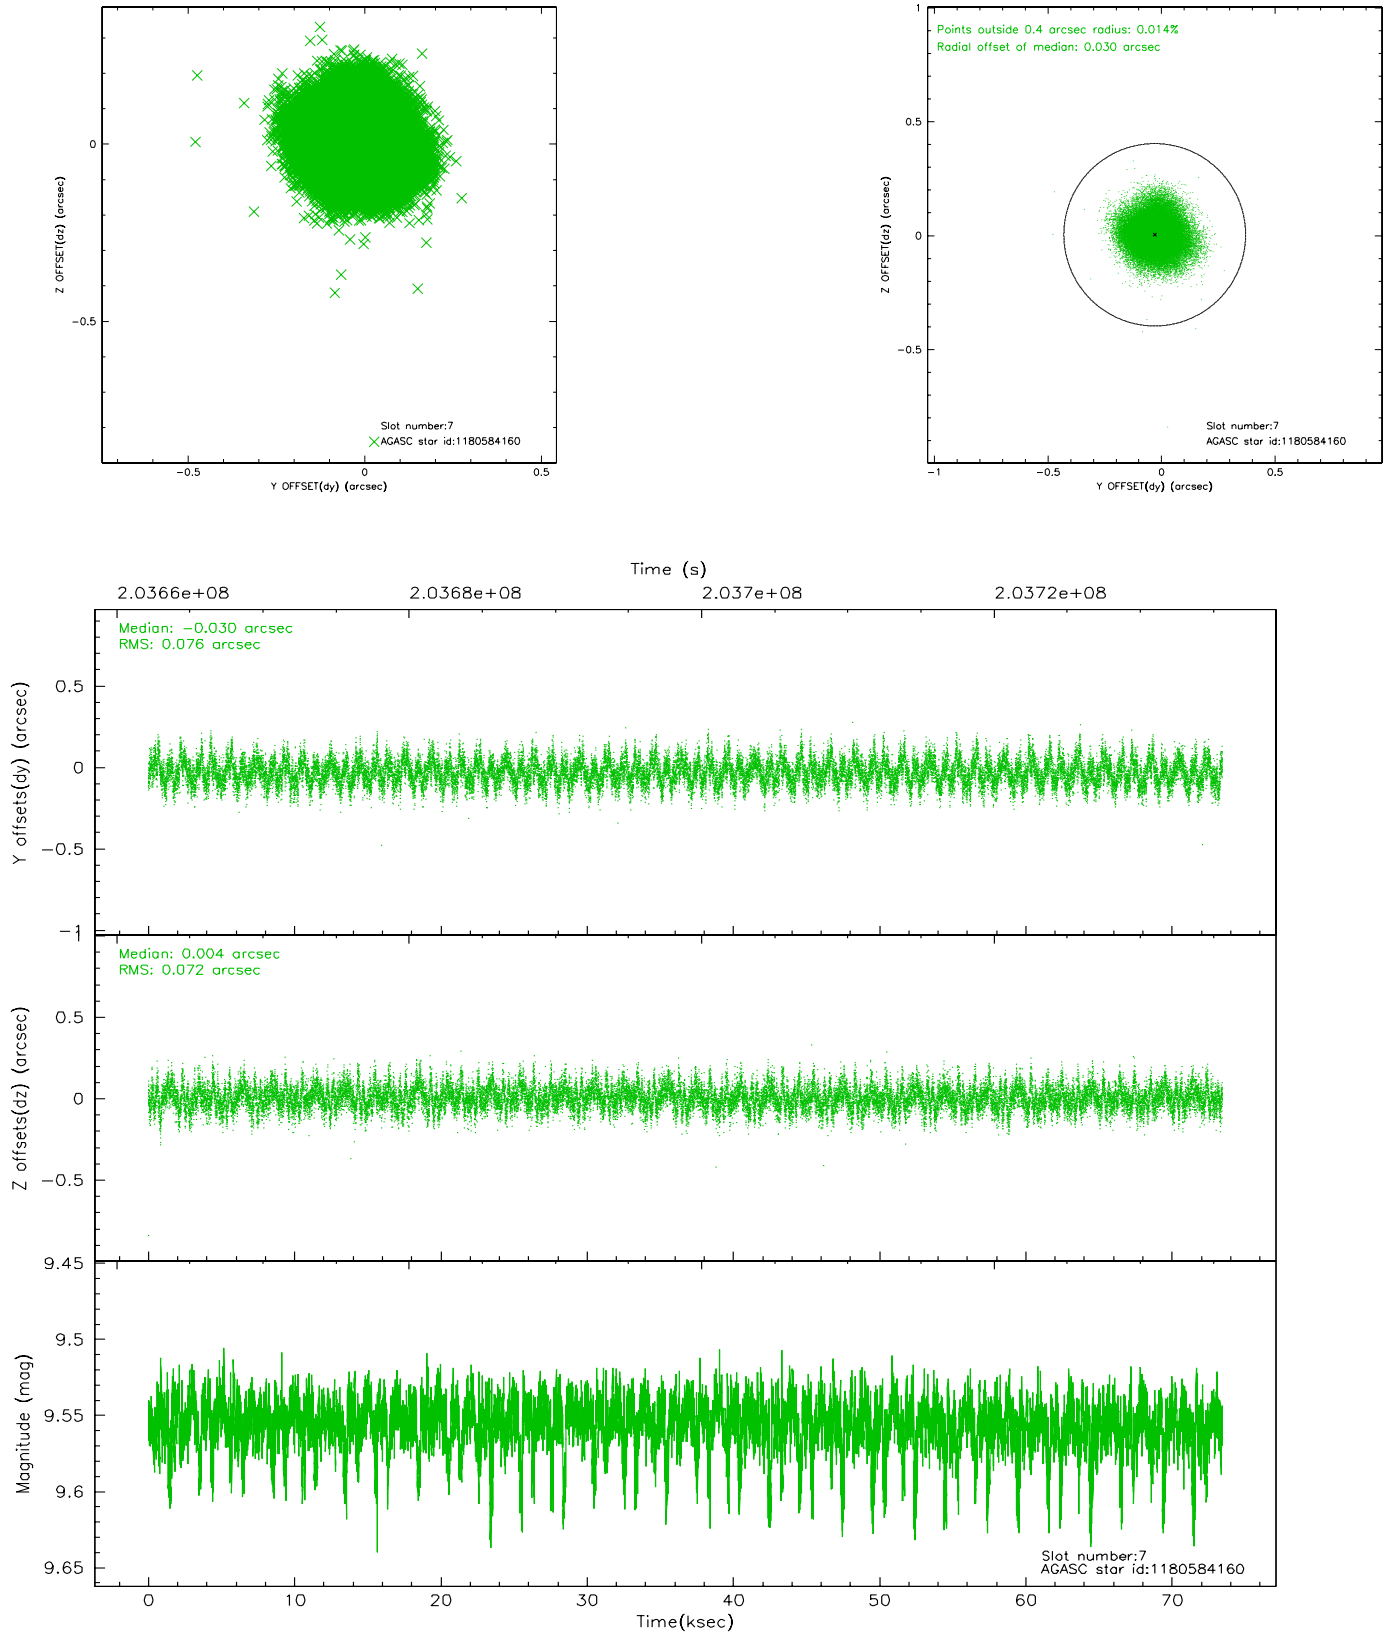 0
−0.5
Z OFFSET(dz) (arcsec)
Slot number:7
AGASC star id:1180584160
−0.5
0
0.5
Y OFFSET(dy) (arcsec)
1
0.5
0
−0.5
Z OFFSET(dz) (arcsec)
Points outside 0.4 arcsec radius: 0.014%
Radial offset of median: 0.030 arcsec
Slot number:7
AGASC star id:1180584160
−1
−0.5
0
0.5
Y OFFSET(dy) (arcsec)
Time (s)
2.0366e+08
2.0368e+08
2.037e+08
2.0372e+08
Median: −0.030 arcsec
RMS: 0.076 arcsec
0.5
0
−0.5
−1
Y offsets(dy) (arcsec)
1
Median: 0.004 arcsec
RMS: 0.072 arcsec
0.5
0
−0.5
Z offsets(dz) (arcsec)
9.45
9.5
9.55
9.6
9.65
Magnitude (mag)
Slot number:7
AGASC star id:1180584160
0
10
20
30
40
50
60
70
Time(ksec)